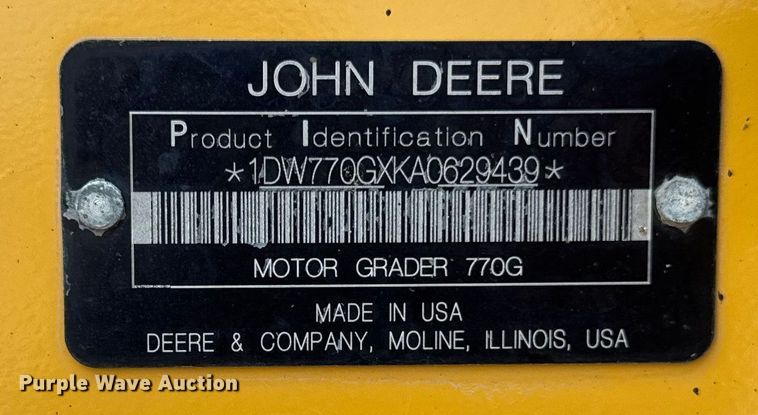 JOHN DEERE
Product Identification Number
*1DW770GXKA0629439*
MOTOR GRADER 770G
MADE IN USA
DEERE & COMPANY, MOLINE, ILLINOIS, USA
Purple Wave Auction